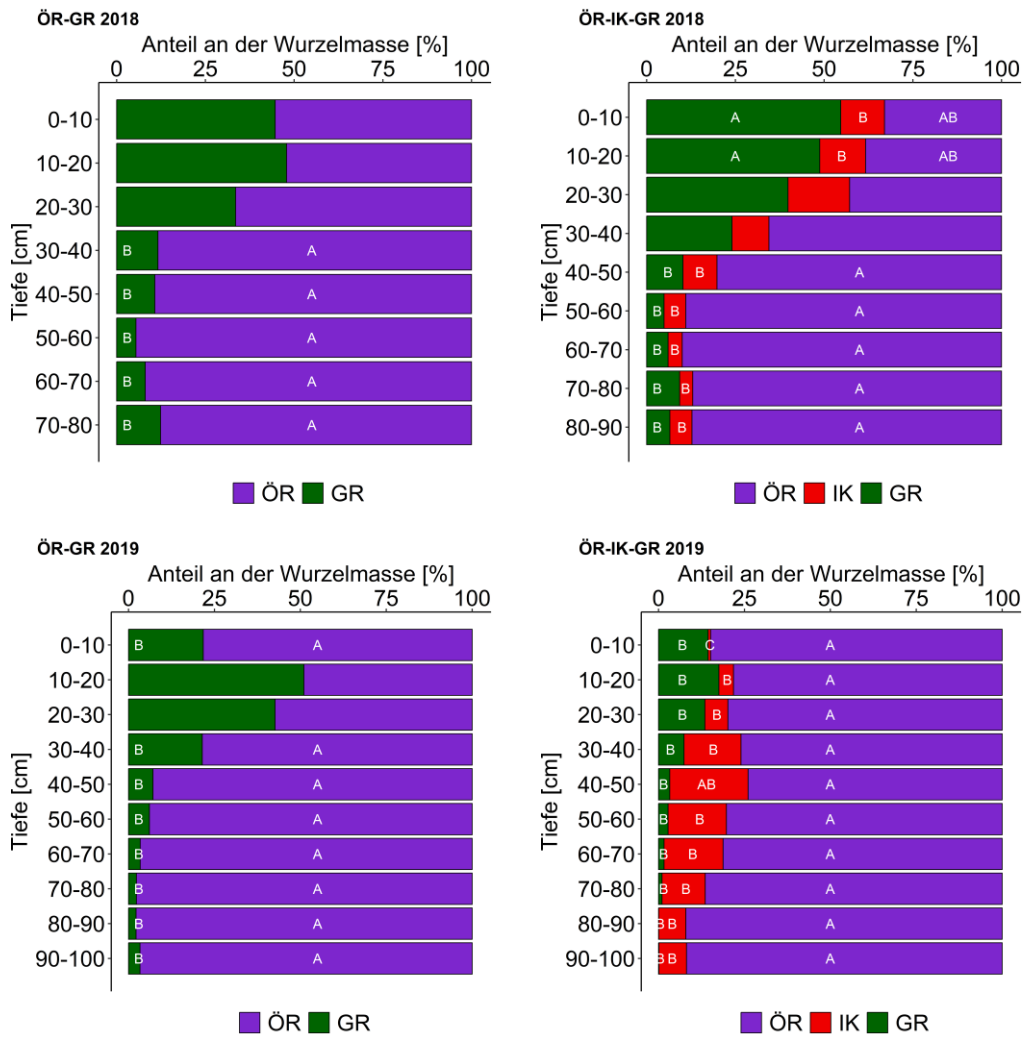 ÖR-GR 2018
Anteil an der Wurzelmasse [%]
0 25 50 75 100
Tiefe [cm]
0-10
10-20
20-30
30-40 B A
40-50 B A
50-60 B A
60-70 B A
70-80 B A
ÖR GR
ÖR-IK-GR 2018
Anteil an der Wurzelmasse [%]
0 25 50 75 100
Tiefe [cm]
0-10 A B AB
10-20 A B AB
20-30
30-40
40-50 B B A
50-60 B B A
60-70 B B A
70-80 B B A
80-90 B B A
ÖR IK GR
ÖR-GR 2019
Anteil an der Wurzelmasse [%]
0 25 50 75 100
Tiefe [cm]
0-10 B A
10-20
20-30
30-40 B A
40-50 B A
50-60 B A
60-70 B A
70-80 B A
80-90 B A
90-100 B A
ÖR GR
ÖR-IK-GR 2019
Anteil an der Wurzelmasse [%]
0 25 50 75 100
Tiefe [cm]
0-10 B C A
10-20 B B A
20-30 B B A
30-40 B B A
40-50 B AB A
50-60 B B A
60-70 B B A
70-80 B B A
80-90 B B A
90-100 B B A
ÖR IK GR